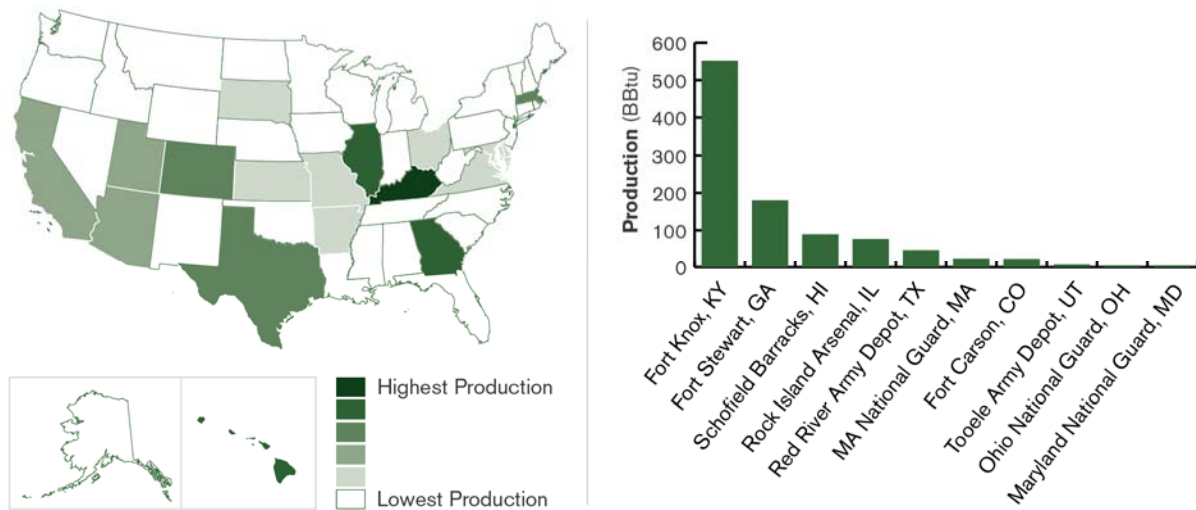 Highest Production
Lowest Production
Production (BBtu)
600
500
400
300
200
100
0
Fort Knox, KY
Fort Stewart, GA
Schofield Barracks, HI
Rock Island Arsenal, IL
Red River Army Depot, TX
MA National Guard, MA
Fort Carson, CO
Tooele Army Depot, UT
Ohio National Guard, OH
Maryland National Guard, MD